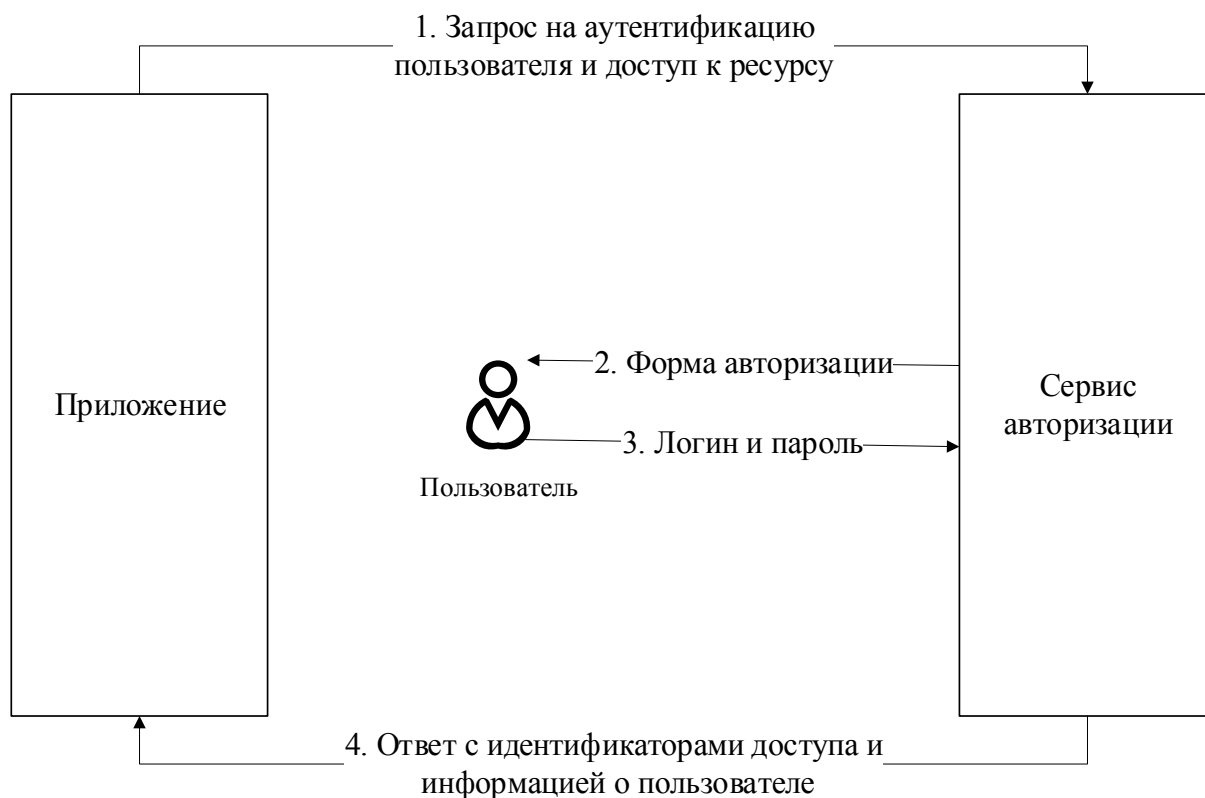 1. Запрос на аутентификацию
пользователя и доступ к ресурсу
2. Форма авторизации
Приложение
Сервис
авторизации
3. Логин и пароль
Пользователь
4. Ответ с идентификаторами доступа и
информацией о пользователе